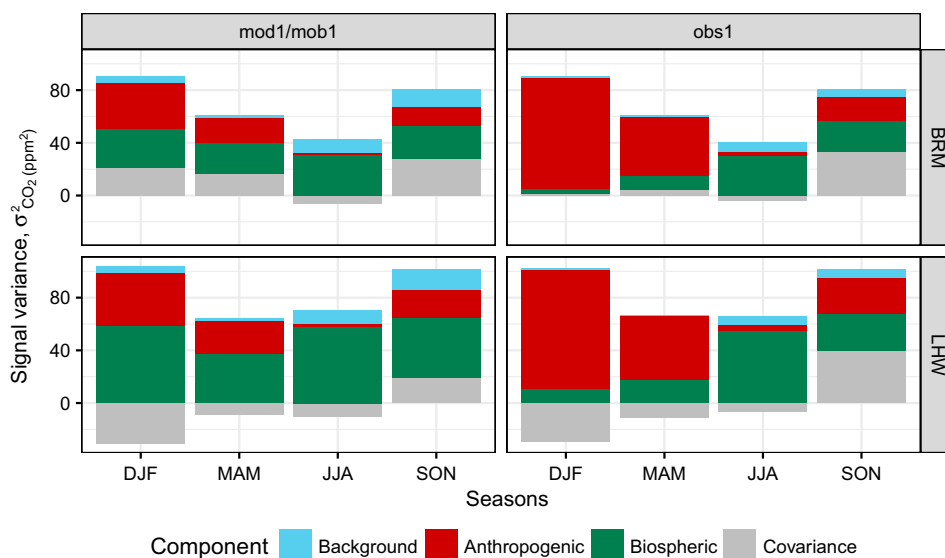 mod1/mob1
obs1
Signal variance, σ²CO₂ (ppm²)
80
40
0
BRM
80
40
0
LHW
DJF MAM JJA SON
DJF MAM JJA SON
Seasons
Component Background Anthropogenic Biospheric Covariance